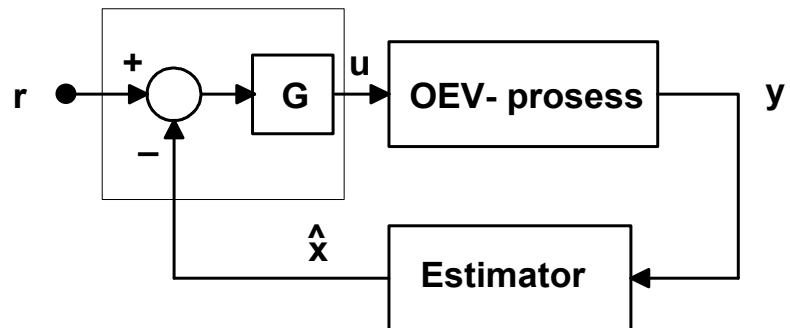 +
r
G
u
OEV- prosess
y
−
x̂
Estimator